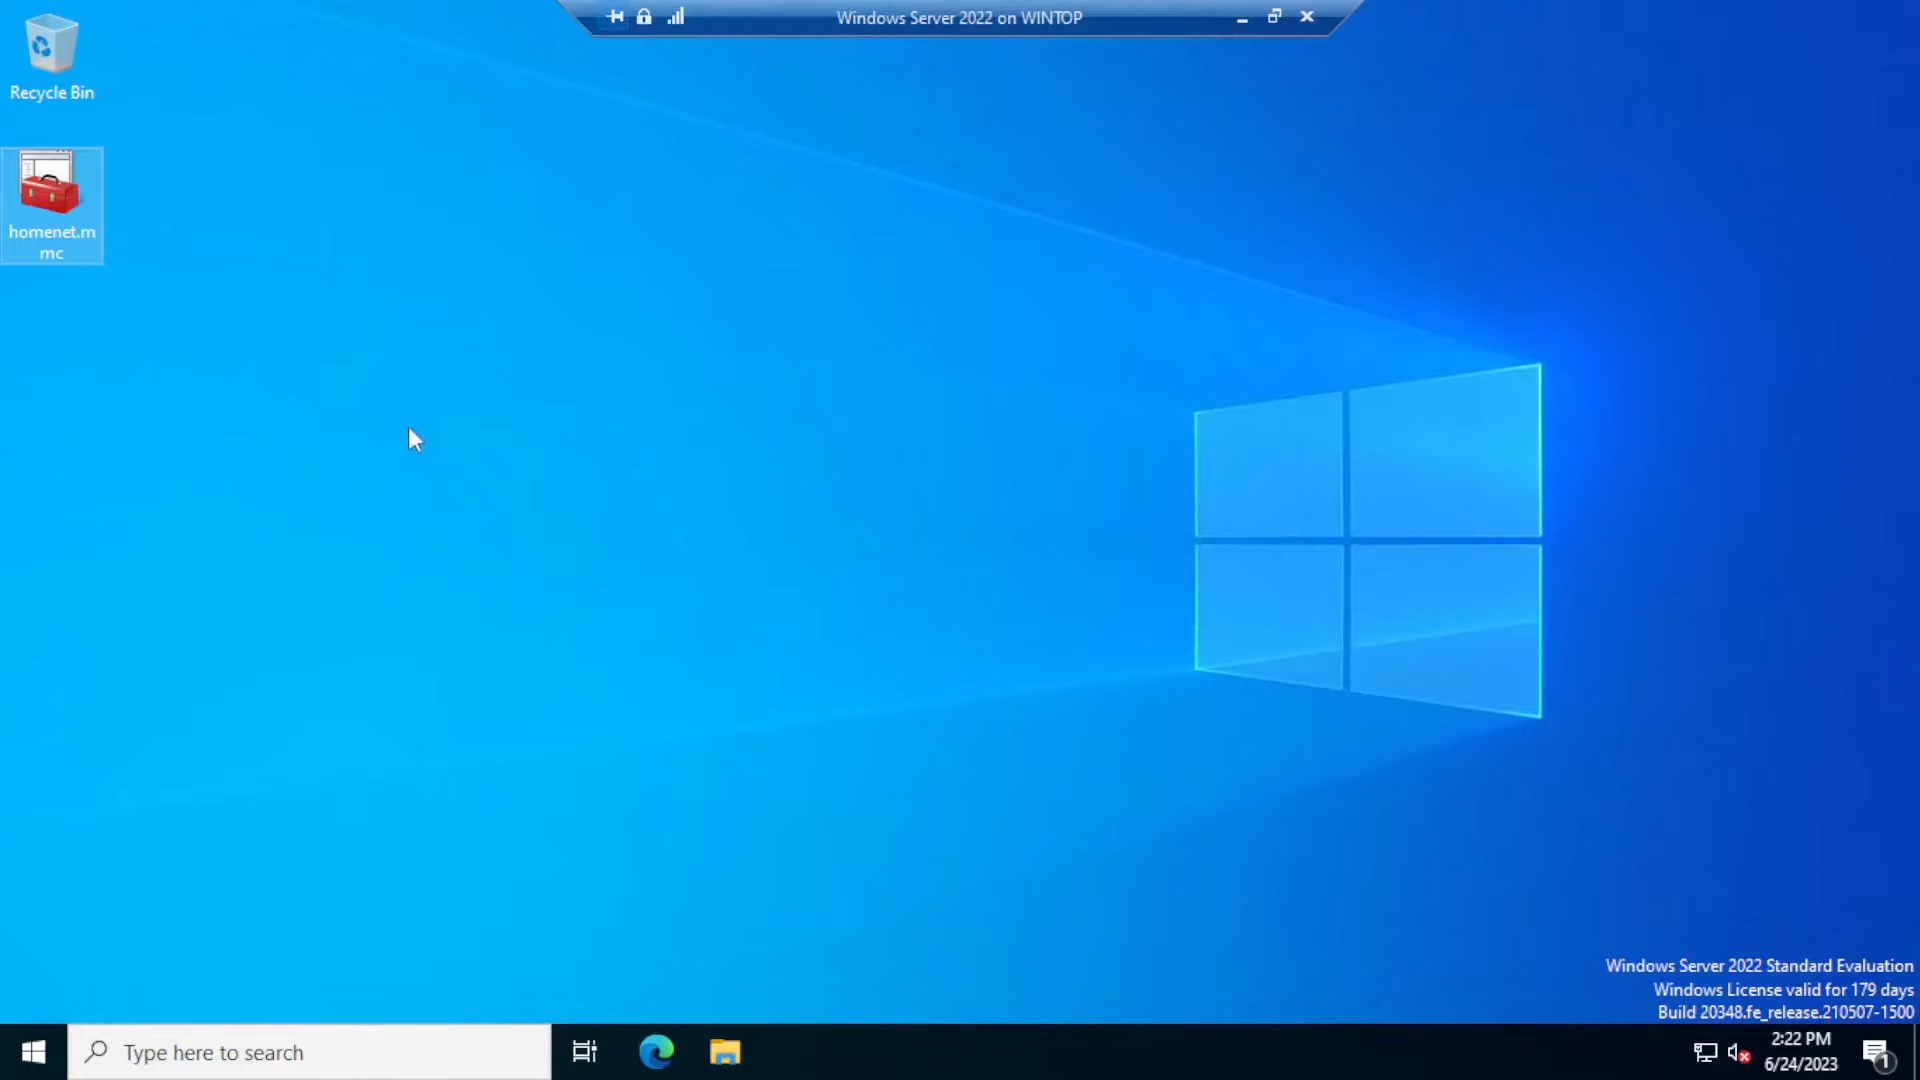 Windows Server 2022 on WINTOP
Recycle Bin
homenet.m
mc
Windows Server 2022 Standard Evaluation
Windows License valid for 179 days
Build 20348.fe_release.210507-1500
Type here to search
2:22 PM
6/24/2023
1